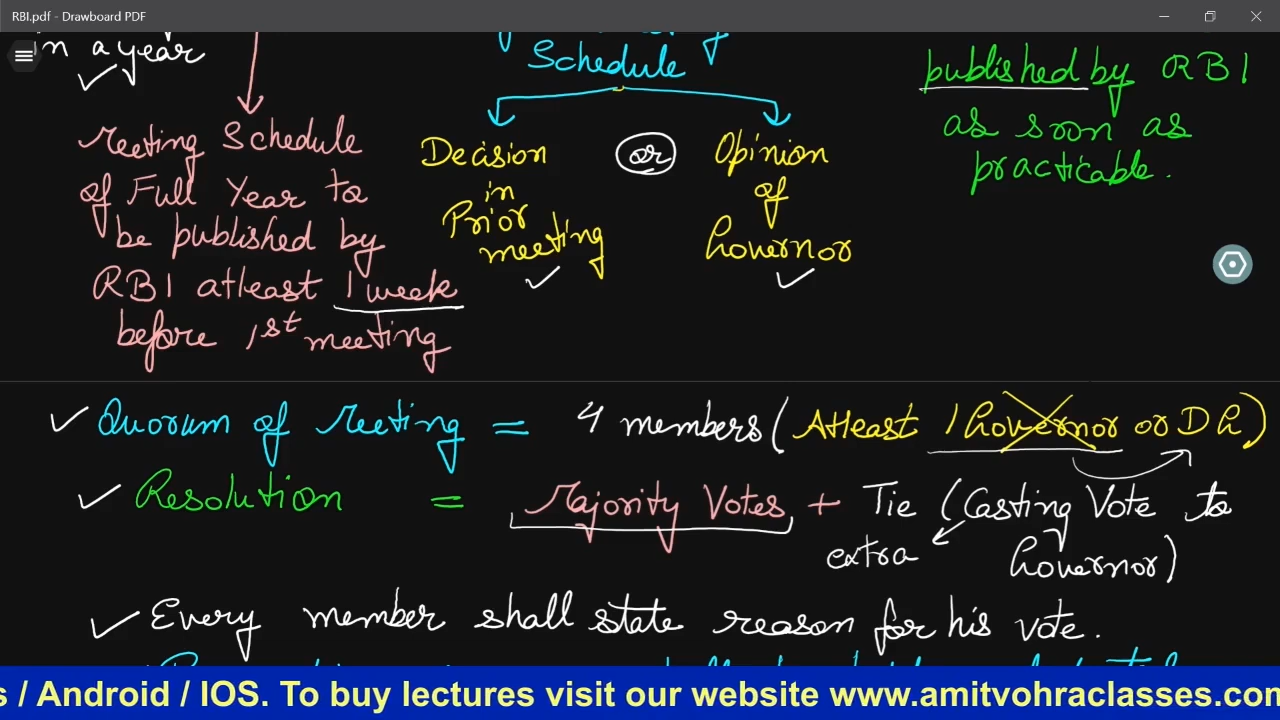 RBI.pdf - Drawboard PDF
in a year
Schedule
published by RBI
as soon as
practicable.
Meeting Schedule
of Full Year to
be published by
RBI atleast 1 week
before 1st meeting
Decision
in
Prior
meeting
or
Opinion
of
Governor
Quorum of Meeting = 4 members (Atleast 1 Governor or DG)
Resolution = Majority Votes + Tie (Casting Vote to
extra Governor)
Every member shall state reason for his vote.
s / Android / IOS. To buy lectures visit our website www.amitvohraclasses.com